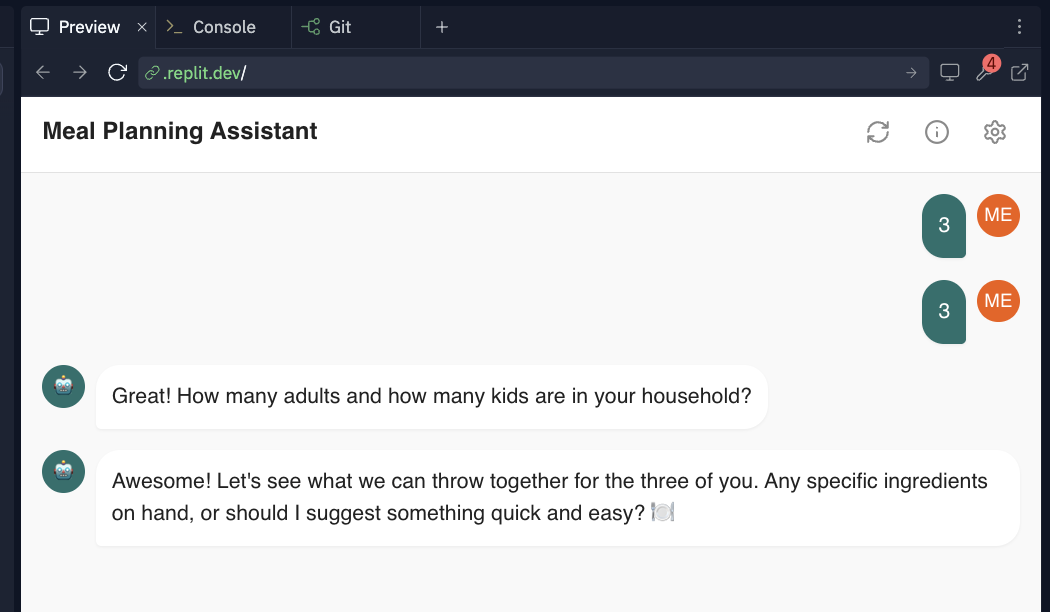 Preview
Console
Git
.replit.dev/
4
Meal Planning Assistant
3
ME
3
ME
Great! How many adults and how many kids are in your household?
Awesome! Let's see what we can throw together for the three of you. Any specific ingredients
on hand, or should I suggest something quick and easy? 🍽️